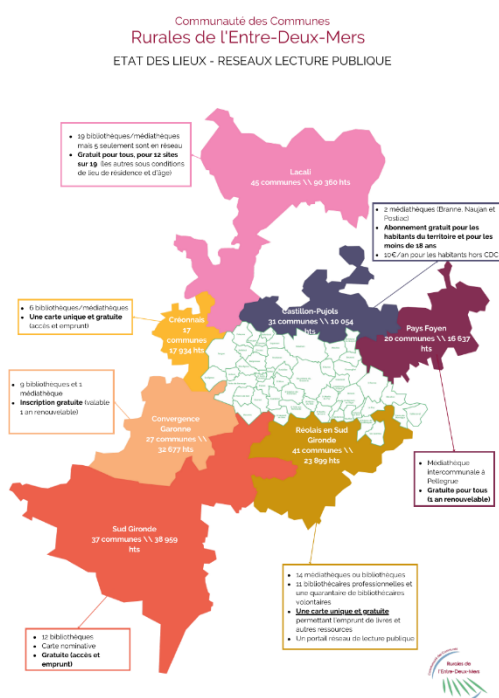 Communauté des Communes
Rurales de l'Entre-Deux-Mers
ETAT DES LIEUX - RESEAUX LECTURE PUBLIQUE
• 19 bibliothèques/médiathèques
mais 5 seulement sont en réseau
• Gratuit pour tous, pour 12 sites
sur 19 (les autres sous conditions
de lieu de résidence et d'âge)
Lacali
45 communes \\ 90 360 hts
• 2 médiathèques (Branne, Naujan et
Postiac)
• Abonnement gratuit pour les
habitants du territoire et pour les
moins de 18 ans
• 10€/an pour les habitants hors CDC
• 6 bibliothèques/médiathèques
• Une carte unique et gratuite
(accès et emprunt)
Créonnais
17
communes
17 934 hts
Castillon-Pujols
31 communes \\ 10 054
hts
Pays Foyen
20 communes \\ 16 637
hts
• 9 bibliothèques et 1
médiathèque
• Inscription gratuite (valable
1 an renouvelable)
Convergence
Garonne
27 communes \\
32 677 hts
Réolais en Sud
Gironde
41 communes \\
23 899 hts
• Médiathèque
intercommunale à
Pellegrue
• Gratuite pour tous
(1 an renouvelable)
Sud Gironde
37 communes \\ 38 959
hts
• 14 médiathèques ou bibliothèques
• 11 bibliothécaires professionnelles et
une quarantaine de bibliothécaires
volontaires
• Une carte unique et gratuite
permettant l'emprunt de livres et
autres ressources
• Un portail réseau de lecture publique
• 12 bibliothèques
• Carte nominative
• Gratuite (accès et
emprunt)
Rurales de
l'Entre-Deux-Mers